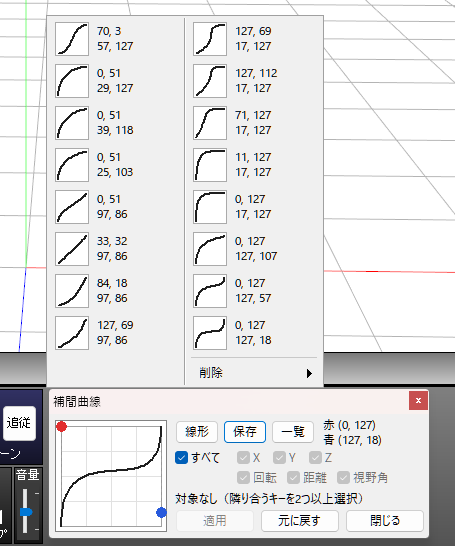 70, 3
57, 127
0, 51
29, 127
0, 51
39, 118
0, 51
25, 103
0, 51
97, 86
33, 32
97, 86
84, 18
97, 86
127, 69
97, 86
127, 69
17, 127
127, 112
17, 127
71, 127
17, 127
11, 127
17, 127
0, 127
17, 127
0, 127
127, 107
0, 127
127, 57
0, 127
127, 18
削除
追従
ーン
音量
補間曲線
x
線形 保存 一覧 赤 (0, 127)
青 (127, 18)
すべて X Y Z
回転 距離 視野角
対象なし（隣り合うキーを2つ以上選択）
適用 元に戻す 閉じる